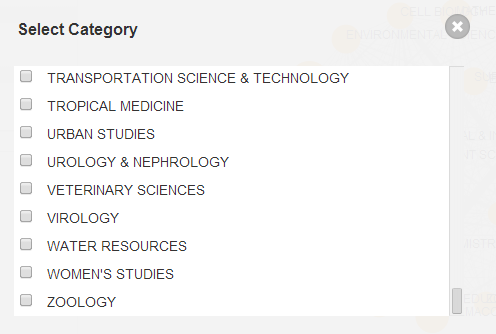 Select Category
TRANSPORTATION SCIENCE & TECHNOLOGY
TROPICAL MEDICINE
URBAN STUDIES
UROLOGY & NEPHROLOGY
VETERINARY SCIENCES
VIROLOGY
WATER RESOURCES
WOMEN'S STUDIES
ZOOLOGY